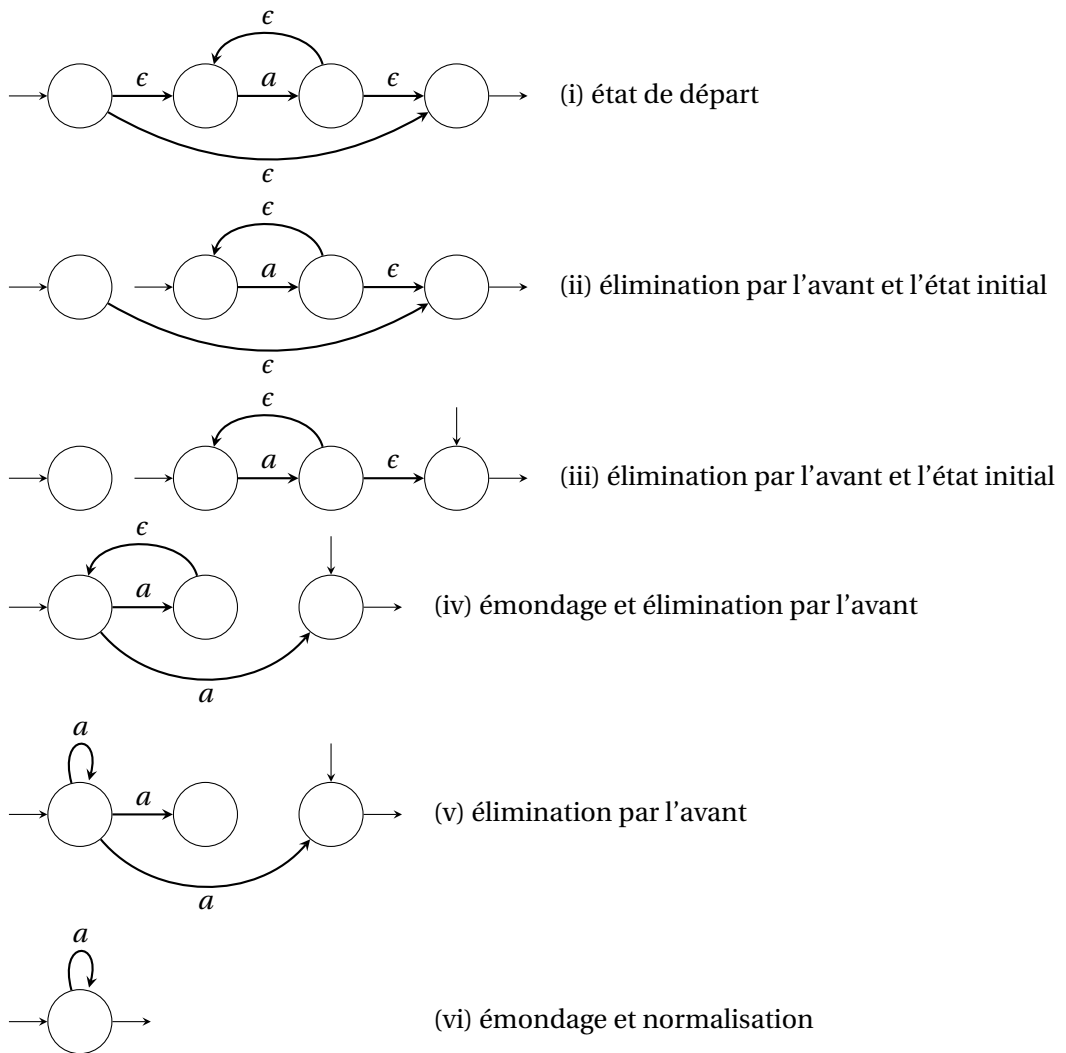 ϵ
ϵ a ϵ (i) état de départ
ϵ
ϵ
a ϵ (ii) élimination par l'avant et l'état initial
ϵ
ϵ
a ϵ (iii) élimination par l'avant et l'état initial
ϵ
a (iv) émondage et élimination par l'avant
a
a
a (v) élimination par l'avant
a
a
(vi) émondage et normalisation